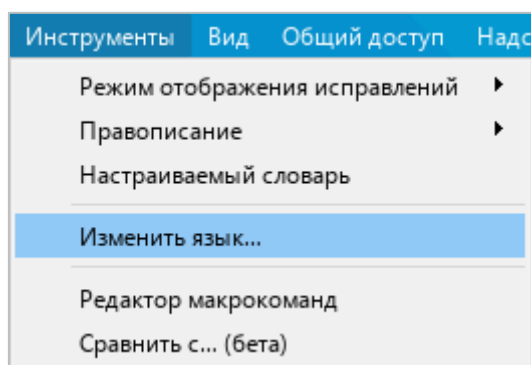 Инструменты Вид Общий доступ
Режим отображения исправлений
Правописание
Настраиваемый словарь
Изменить язык...
Редактор макрокоманд
Сравнить с... (бета)